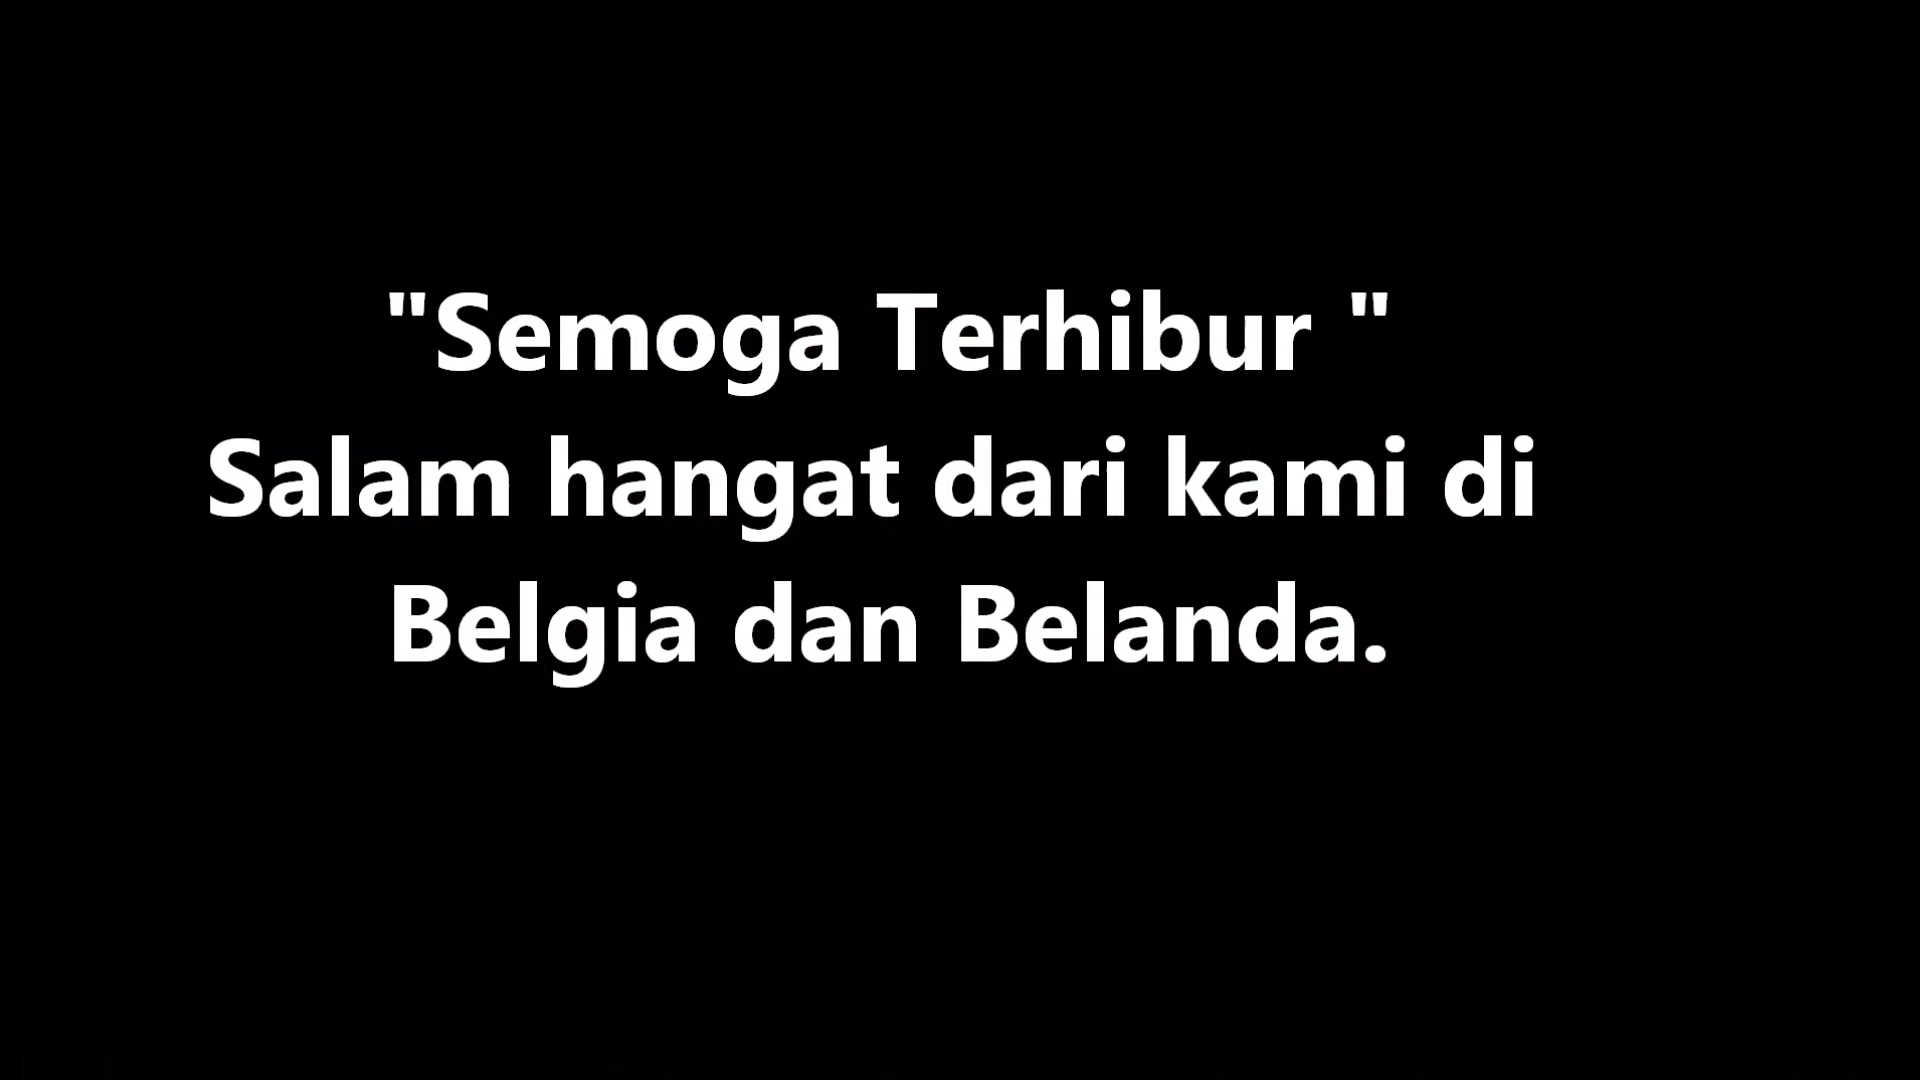 "Semoga Terhibur "
Salam hangat dari kami di
Belgia dan Belanda.